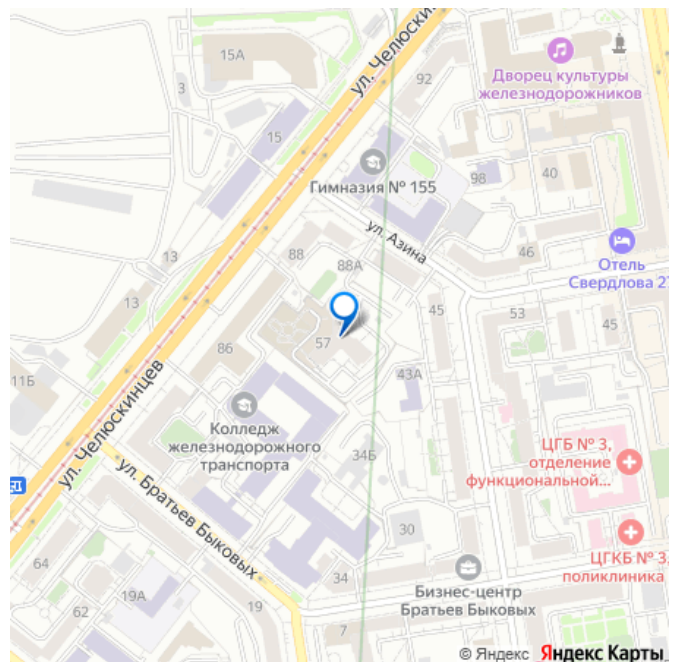 15А
3
ул. Челюскинцев
92
Дворец культуры
железнодорожников
15
Гимназия № 155
98
40
ул. Азина
88
88А
46
Отель
Свердлова 27
13
13
57
45
53
45
86
43А
11Б
Колледж
железнодорожного
транспорта
ул. Челюскинцев
34Б
ЦГБ № 3,
отделение
функциональной...
ул. Братьев Быковых
30
64
34
ЦГКБ № 3,
поликлиника
Бизнес-центр
Братьев Быковых
19А
62
19
7
© Яндекс Яндекс Карты